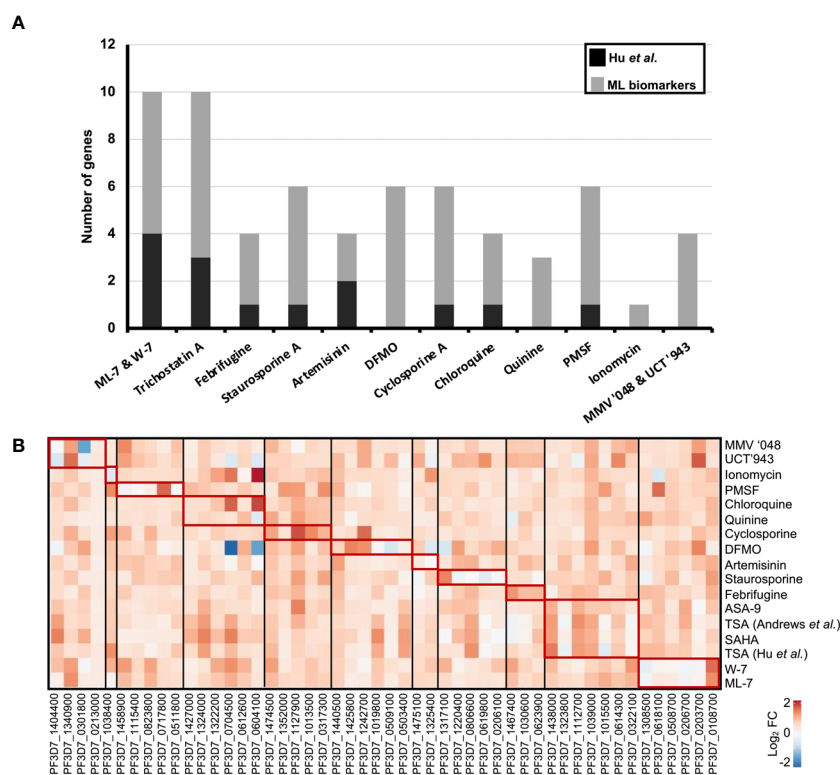 A
Number of genes
12
10
8
6
4
2
0
Hu et al.
ML biomarkers
ML-7 & W-7
Trichostatin A
Febrifugine
Staurosporine A
Artemisinin
DFMO
Cyclosporine A
Chloroquine
Quinine
PMSF
Ionomycin
MMV '048 & UCT '943
B
MMV '048
UCT'943
Ionomycin
PMSF
Chloroquine
Quinine
Cyclosporine
DFMO
Artemisinin
Staurosporine
Febrifugine
ASA-9
TSA (Andrews et al.)
SAHA
TSA (Hu et al.)
W-7
ML-7
PF3D7_1404400
PF3D7_1340900
PF3D7_0301800
PF3D7_0213000
PF3D7_1038400
PF3D7_1458900
PF3D7_1115400
PF3D7_0823800
PF3D7_0717800
PF3D7_0511800
PF3D7_1427000
PF3D7_1324000
PF3D7_1322200
PF3D7_0704500
PF3D7_0612600
PF3D7_0604100
PF3D7_1474500
PF3D7_1352000
PF3D7_1127900
PF3D7_1013500
PF3D7_0317300
PF3D7_1440500
PF3D7_1425800
PF3D7_1242700
PF3D7_1019800
PF3D7_0509100
PF3D7_0503400
PF3D7_1475100
PF3D7_1325400
PF3D7_1317100
PF3D7_1220400
PF3D7_0806600
PF3D7_0619800
PF3D7_0206100
PF3D7_1467400
PF3D7_1030600
PF3D7_0623900
PF3D7_1438000
PF3D7_1323800
PF3D7_1112700
PF3D7_1039000
PF3D7_1015500
PF3D7_0614300
PF3D7_0322100
PF3D7_1308500
PF3D7_0618500
PF3D7_0508700
PF3D7_0206700
PF3D7_0203700
PF3D7_0108700
Log2 FC
2
0
-2